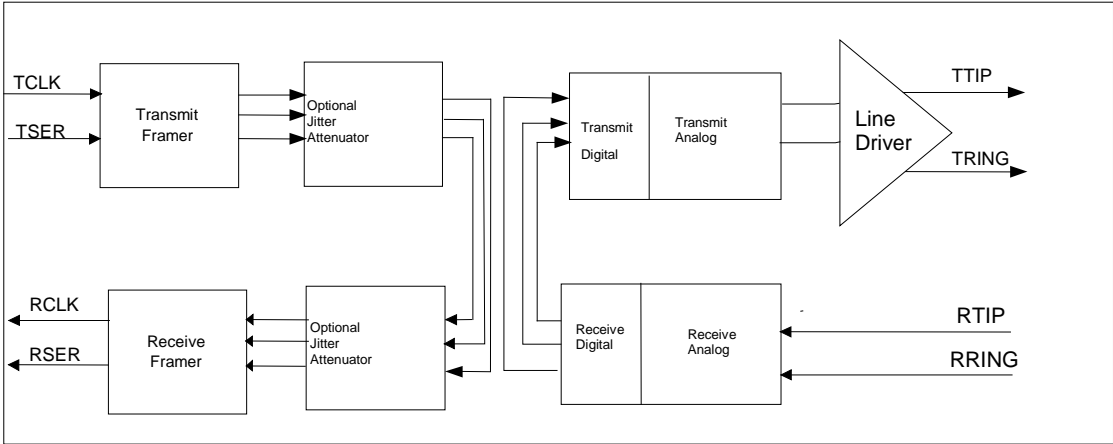 TCLK
TSER
Transmit
Framer
Optional
Jitter
Attenuator
Transmit
Digital
Transmit
Analog
Line
Driver
TTIP
TRING
RCLK
RSER
Receive
Framer
Optional
Jitter
Attenuator
Receive
Digital
Receive
Analog
RTIP
RRING